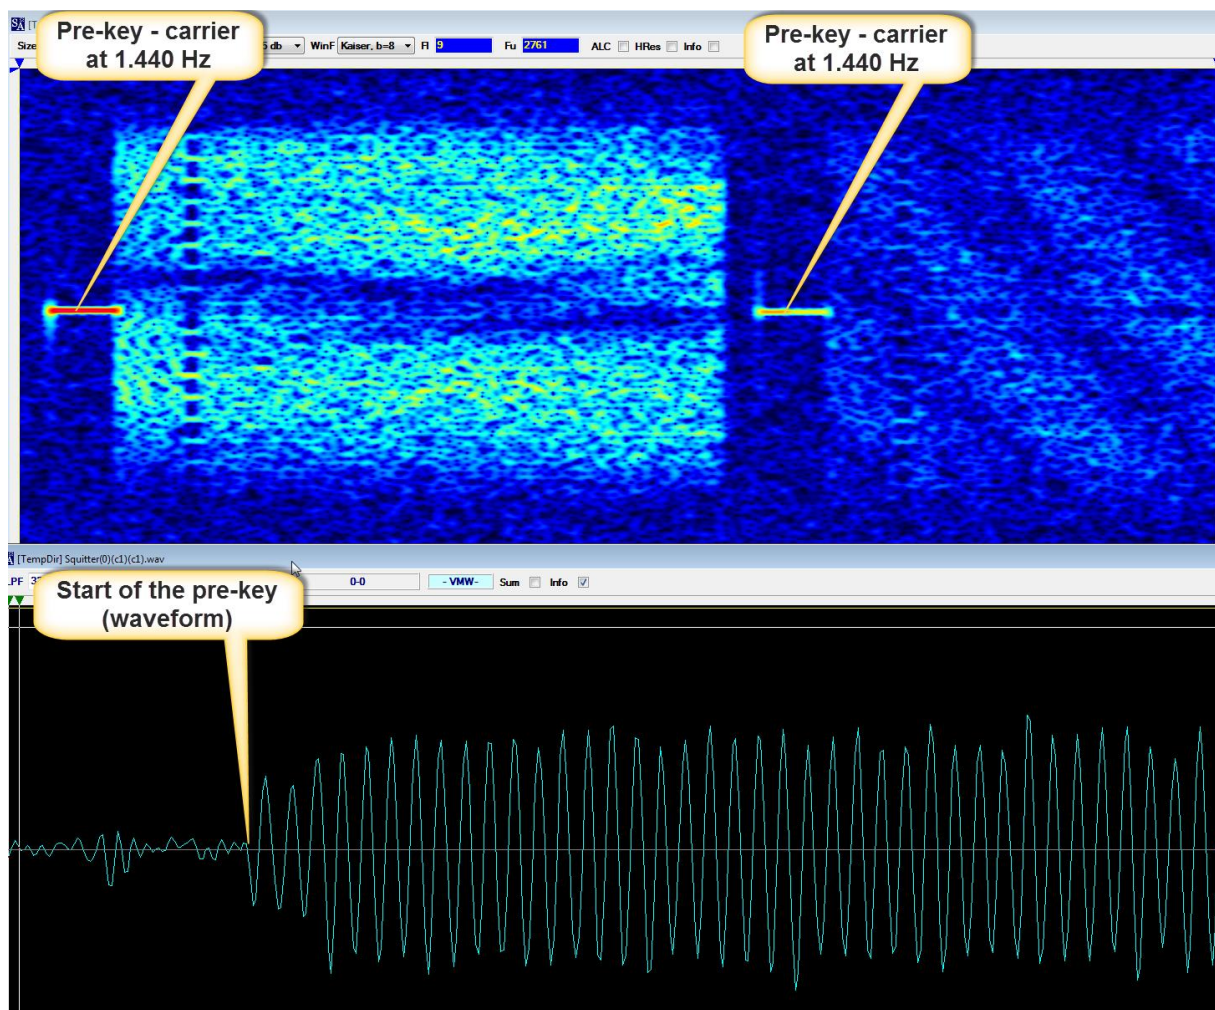 SA [T
Pre-key - carrier
at 1.440 Hz
Pre-key - carrier
at 1.440 Hz
Size
db WinF Kaiser, b=8 Fl 9 Fu 2761 ALC HRes Info
[TempDir] Squitter(0)(c1)(c1).wav
LPF
0-0 - VMW- Sum Info
Start of the pre-key
(waveform)